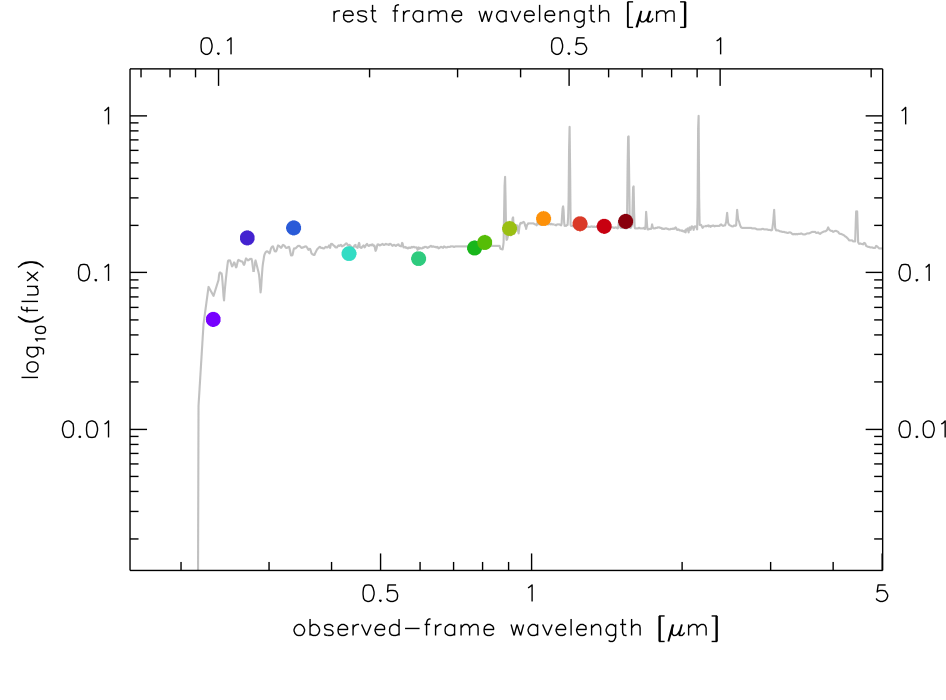 rest frame wavelength [μm]
0.1 0.5 1
1 1
0.1 0.1
0.01 0.01
log10(flux)
0.5 1 5
observed-frame wavelength [μm]